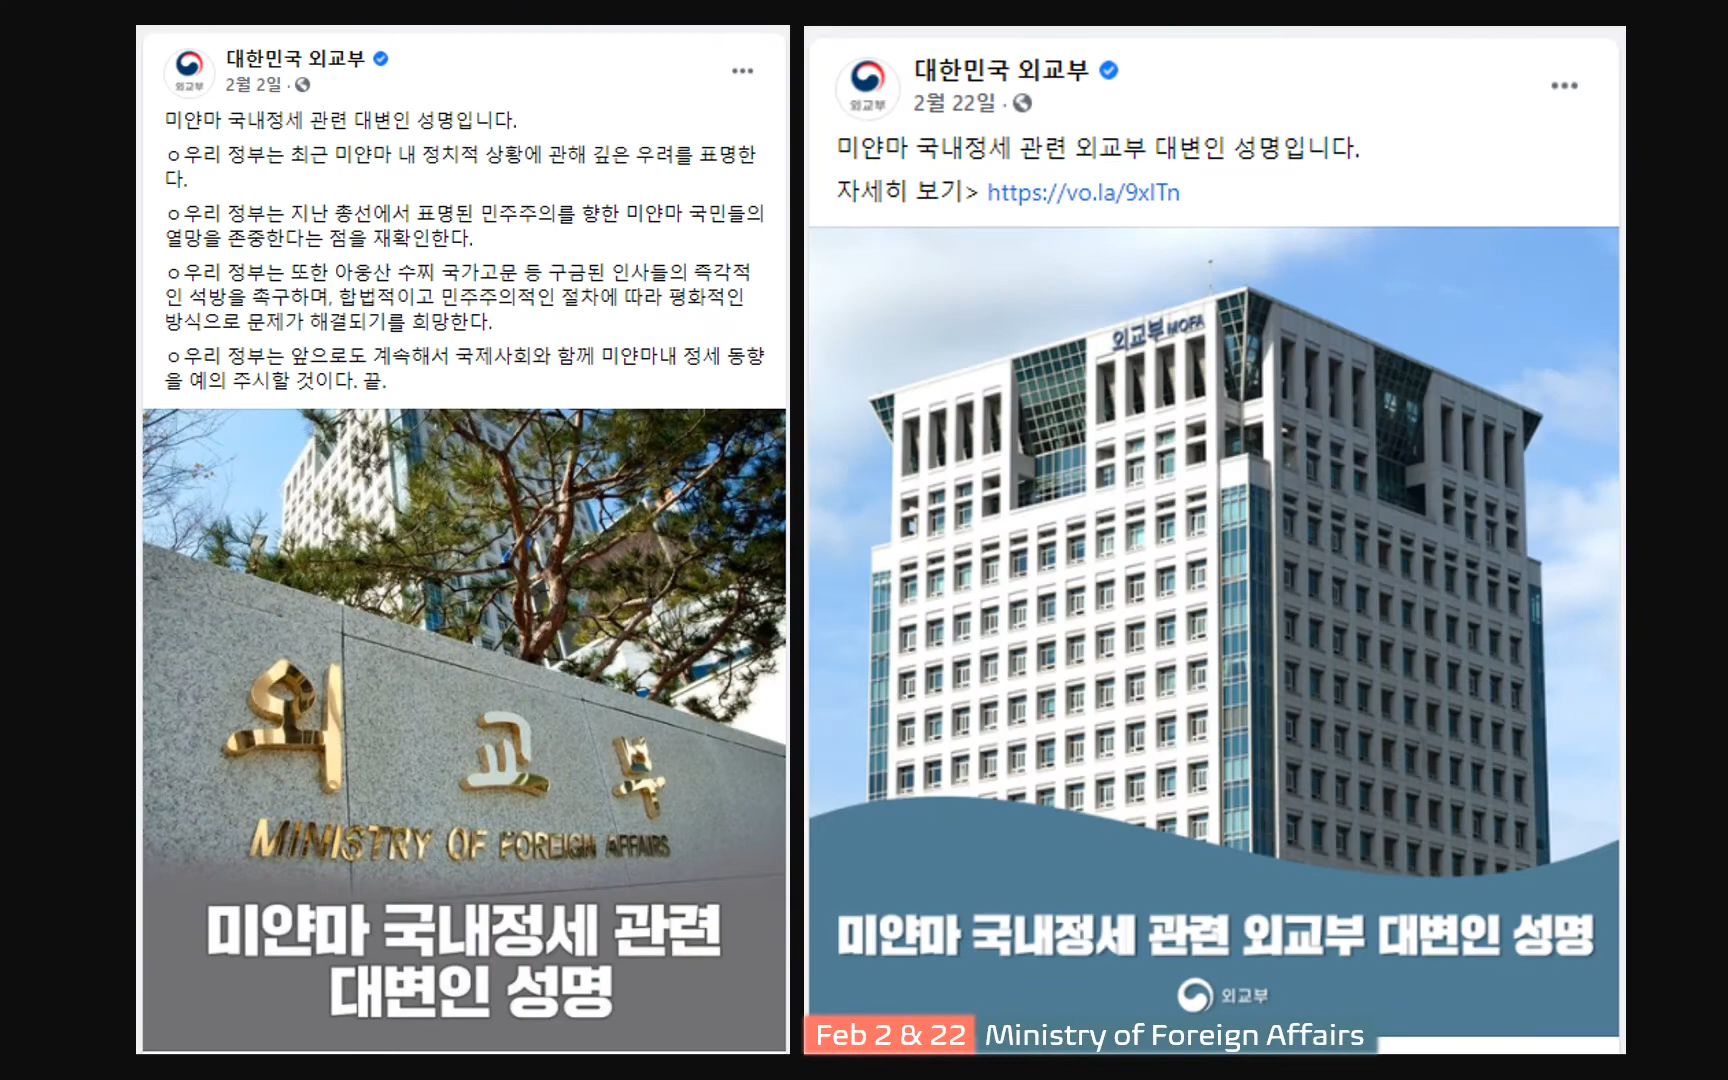 대한민국 외교부
2월 2일 ·
외교부
미얀마 국내정세 관련 대변인 성명입니다.
ㅇ우리 정부는 최근 미얀마 내 정치적 상황에 관해 깊은 우려를 표명한
다.
ㅇ우리 정부는 지난 총선에서 표명된 민주주의를 향한 미얀마 국민들의
열망을 존중한다는 점을 재확인한다.
ㅇ우리 정부는 또한 아웅산 수찌 국가고문 등 구금된 인사들의 즉각적
인 석방을 촉구하며, 합법적이고 민주주의적인 절차에 따라 평화적인
방식으로 문제가 해결되기를 희망한다.
ㅇ우리 정부는 앞으로도 계속해서 국제사회와 함께 미얀마내 정세 동향
을 예의 주시할 것이다. 끝.
외교부
MINISTRY OF FOREIGN AFFAIRS
미얀마 국내정세 관련
대변인 성명
대한민국 외교부
2월 22일 ·
외교부
미얀마 국내정세 관련 외교부 대변인 성명입니다.
자세히 보기> https://vo.la/9xlTn
외교부 MOFA
미얀마 국내정세 관련 외교부 대변인 성명
외교부
Feb 2 & 22 Ministry of Foreign Affairs